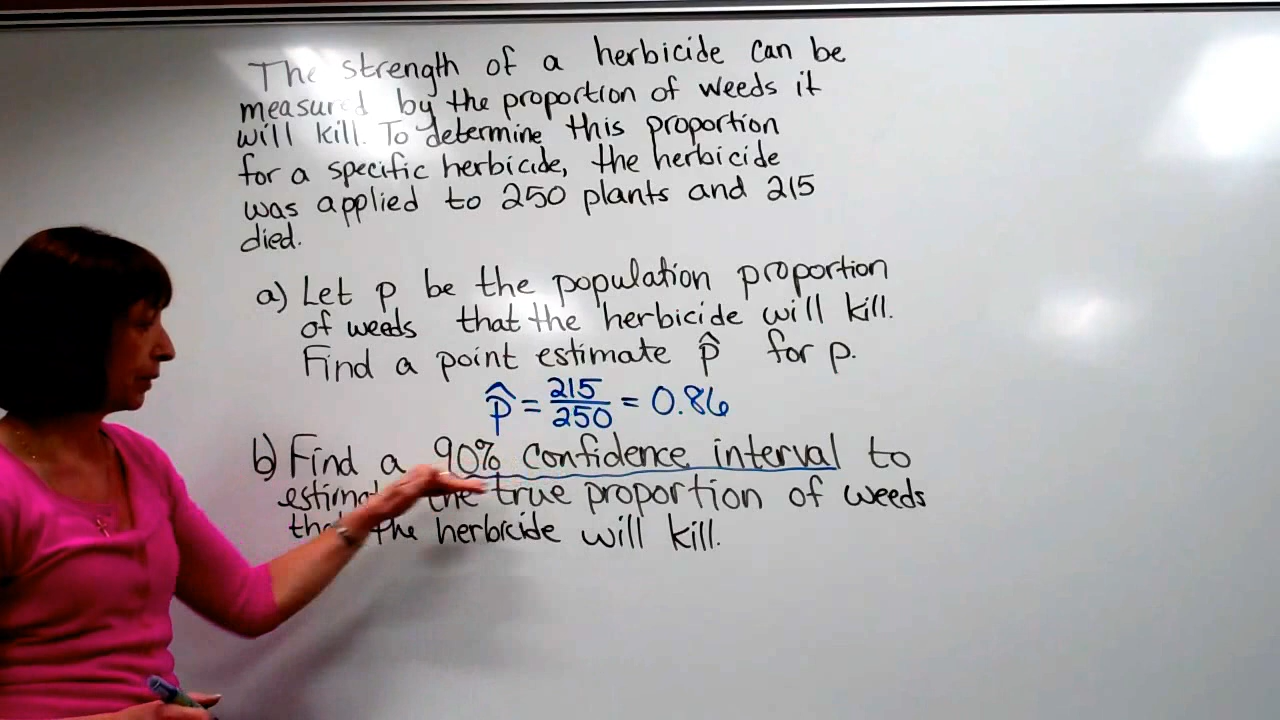 The strength of a herbicide can be
measured by the proportion of weeds it
will kill. To determine this proportion
for a specific herbicide, the herbicide
was applied to 250 plants and 215
died.
a) Let p be the population proportion
of weeds that the herbicide will kill.
Find a point estimate p̂ for p.
p̂ = 215/250 = 0.86
b) Find a 90% confidence interval to
the true proportion of weeds
the herbicide will kill.